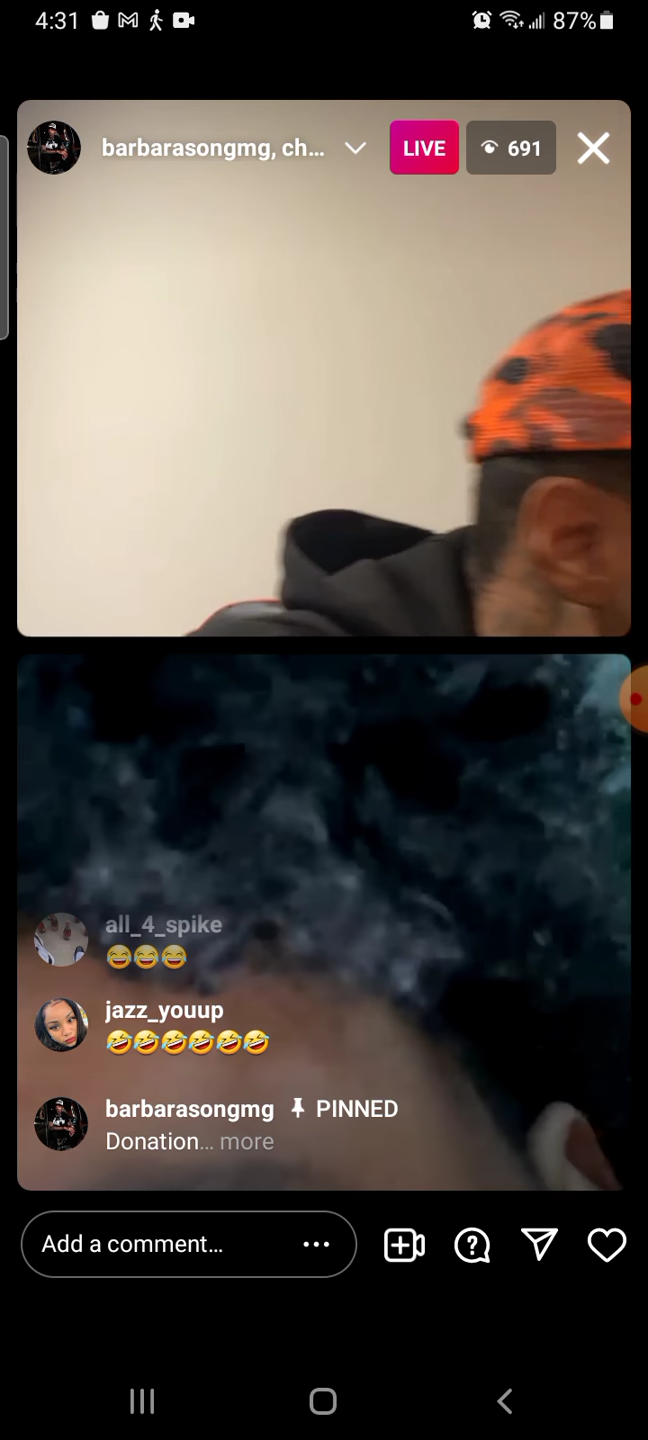 4:31
87%
barbarasongmg, ch...
LIVE
691
all_4_spike
😂😂😂
jazz_youup
🤣🤣🤣🤣🤣🤣
barbarasongmg PINNED
Donation... more
Add a comment...